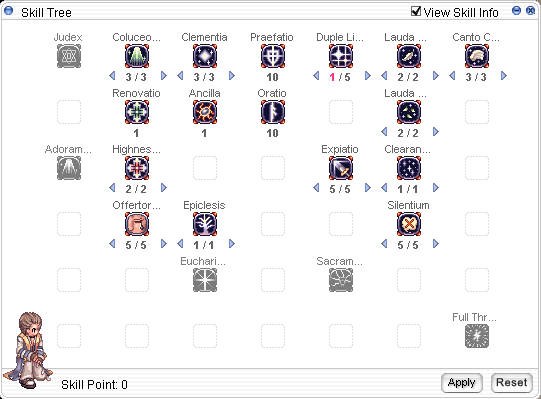 Skill Tree
View Skill Info
Judex
Coluceo...
Clementia
Praefatio
Duple Li...
Lauda ...
Canto C...
3 / 3
3 / 3
10
1 / 5
2 / 2
3 / 3
Renovatio
Ancilla
Oratio
Lauda ...
1
1
10
2 / 2
Adoram...
Highnes...
Expiatio
Clearan...
2 / 2
5 / 5
1 / 1
Offertor...
Epiclesis
Silentium
5 / 5
1 / 1
5 / 5
Euchari...
Sacram...
Full Thr...
Skill Point: 0
Apply
Reset